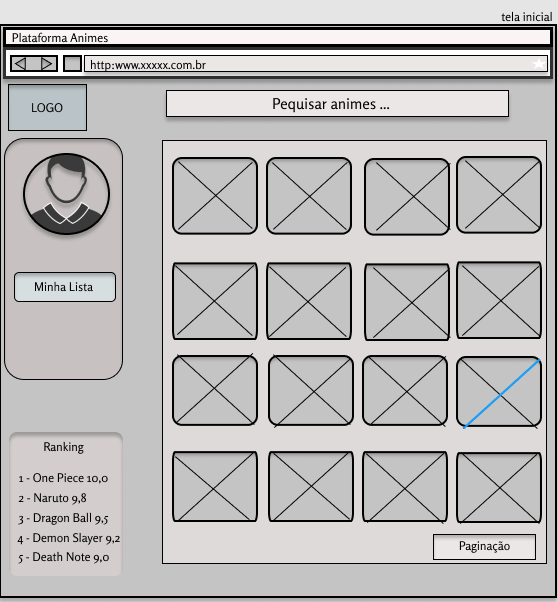 tela inicial
Plataforma Animes
http:www.xxxxx.com.br
LOGO
Pequisar animes ...
Minha Lista
Ranking
1 - One Piece 10,0
2 - Naruto 9,8
3 - Dragon Ball 9,5
4 - Demon Slayer 9,2
5 - Death Note 9,0
Paginação